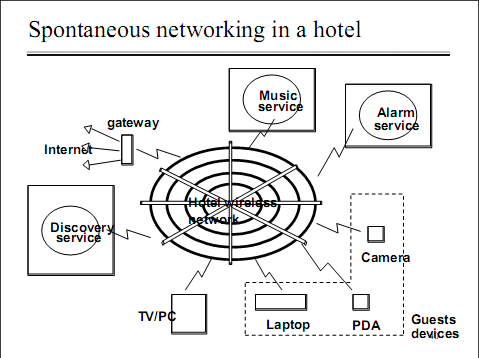 Spontaneous networking in a hotel
Music
service
Alarm
service
gateway
Internet
Hotel wireless
network
Discovery
service
Camera
TV/PC
Laptop
PDA
Guests
devices